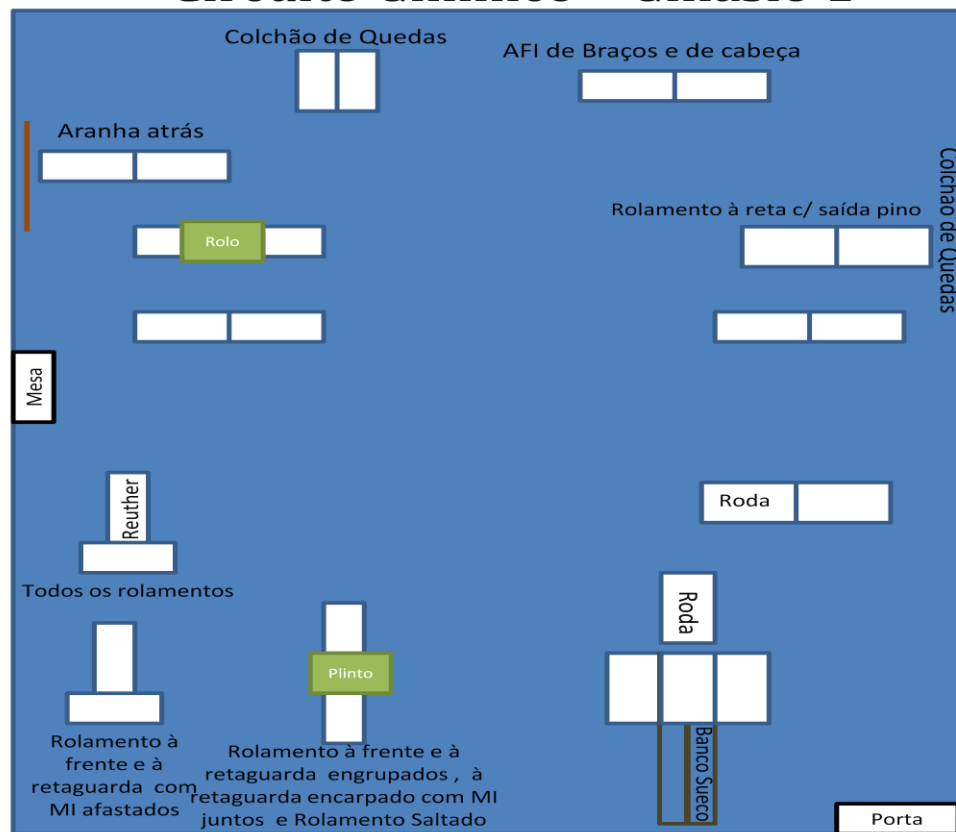 Colchão de Quedas
AFI de Braços e de cabeça
Aranha atrás
Colchao de Quedas
Rolamento à reta c/ saída pino
Rolo
Mesa
Roda
Reuther
Todos os rolamentos
Roda
Plinto
Rolamento à
frente e à
retaguarda com
MI afastados
Rolamento à frente e à
retaguarda engrupados , à
retaguarda encarpado com MI
juntos e Rolamento Saltado
Banco Sueco
Porta